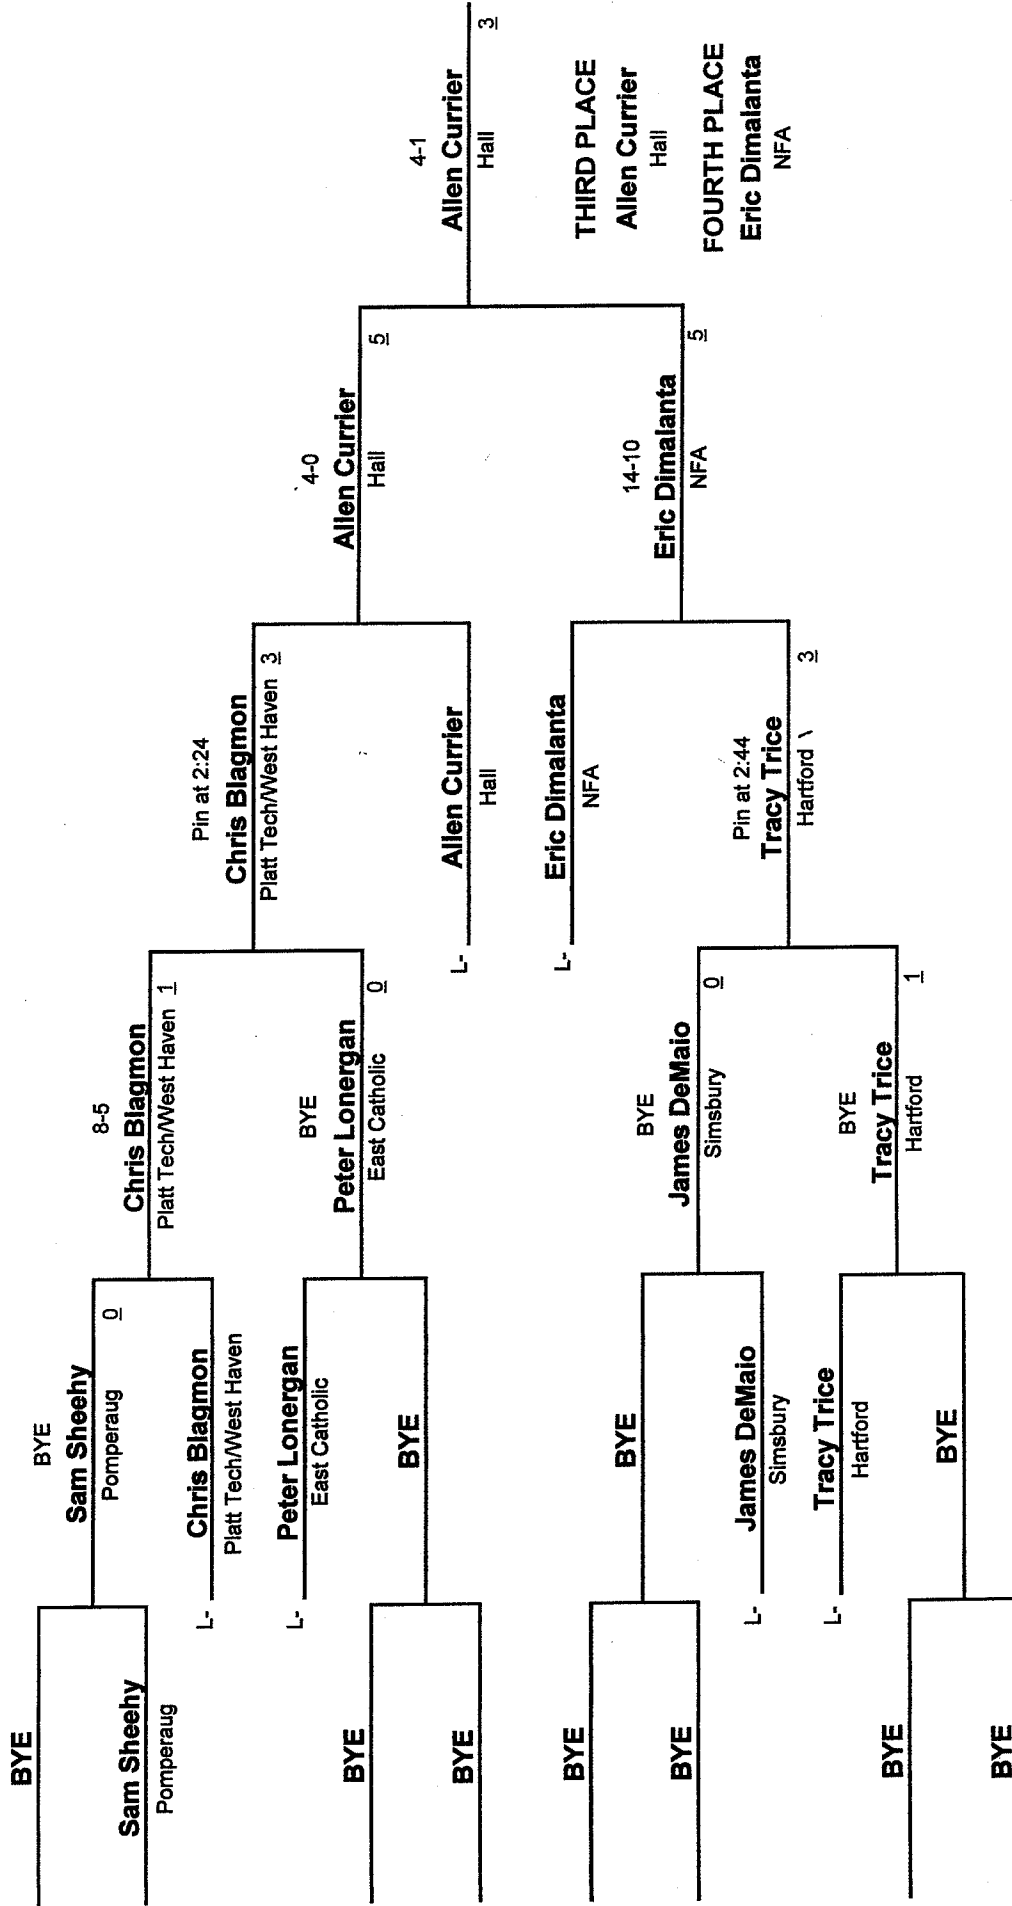 BYE
Sam Sheehy
Pomperaug
BYE
BYE
BYE
BYE
BYE
BYE
BYE
Sam Sheehy
Pomperaug
0
L-
Chris Blagmon
Platt Tech/West Haven
L-
Peter Lonergan
East Catholic
BYE
BYE
L-
James DeMaio
Simsbury
L-
Tracy Trice
Hartford
BYE
8-5
Chris Blagmon
Platt Tech/West Haven 1
BYE
Peter Lonergan
East Catholic
0
BYE
James DeMaio
Simsbury
0
BYE
Tracy Trice
Hartford
1
Pin at 2:24
Chris Blagmon
Platt Tech/West Haven 3
L-
Allen Currier
Hall
L-
Eric Dimalanta
NFA
Pin at 2:44
Tracy Trice
Hartford \
3
4-0
Allen Currier
Hall
5
14-10
Eric Dimalanta
NFA
5
4-1
Allen Currier
Hall
3
THIRD PLACE
Allen Currier
Hall
FOURTH PLACE
Eric Dimalanta
NFA